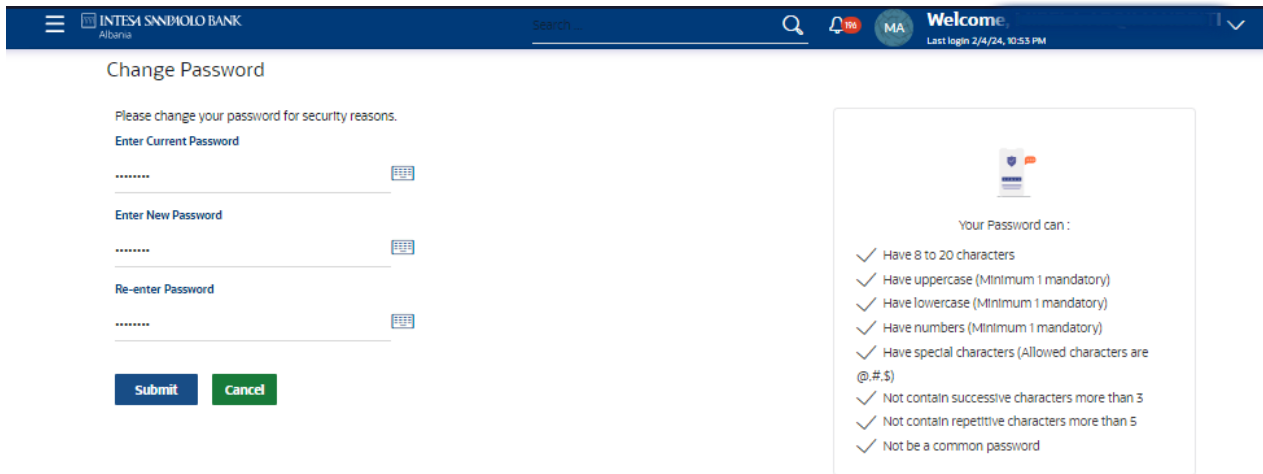 INTESA SANPAOLO BANK
Albania
Search...
196
MA
Welcome,
Last login 2/4/24, 10:53 PM
Change Password
Please change your password for security reasons.
Enter Current Password
........
Enter New Password
........
Re-enter Password
........
Submit
Cancel
Your Password can :
Have 8 to 20 characters
Have uppercase (Minimum 1 mandatory)
Have lowercase (Minimum 1 mandatory)
Have numbers (Minimum 1 mandatory)
Have special characters (Allowed characters are
@,#,$)
Not contain successive characters more than 3
Not contain repetitive characters more than 5
Not be a common password